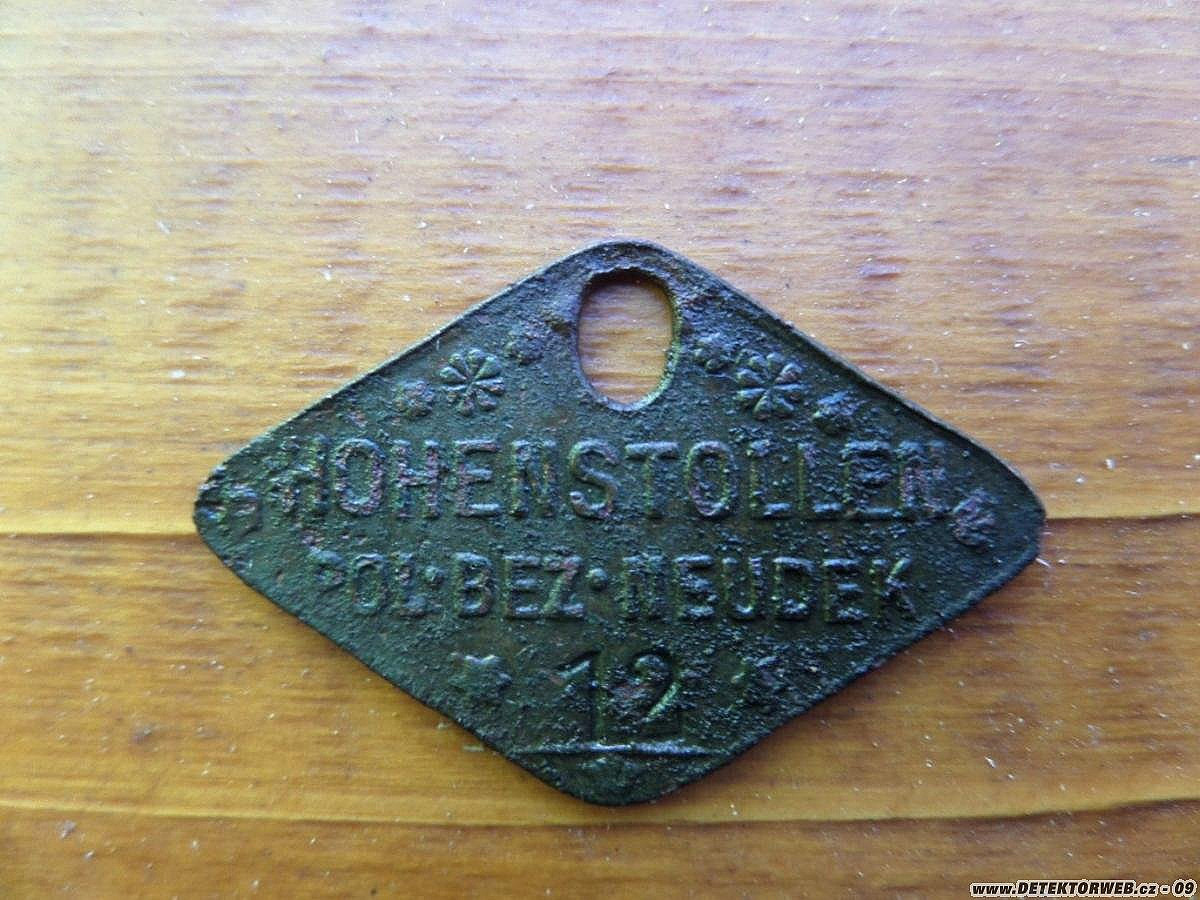 HOHENSTOLLEN
POL·BEZ·NEUDEK
12
www.DETEKTORWEB.cz - 09